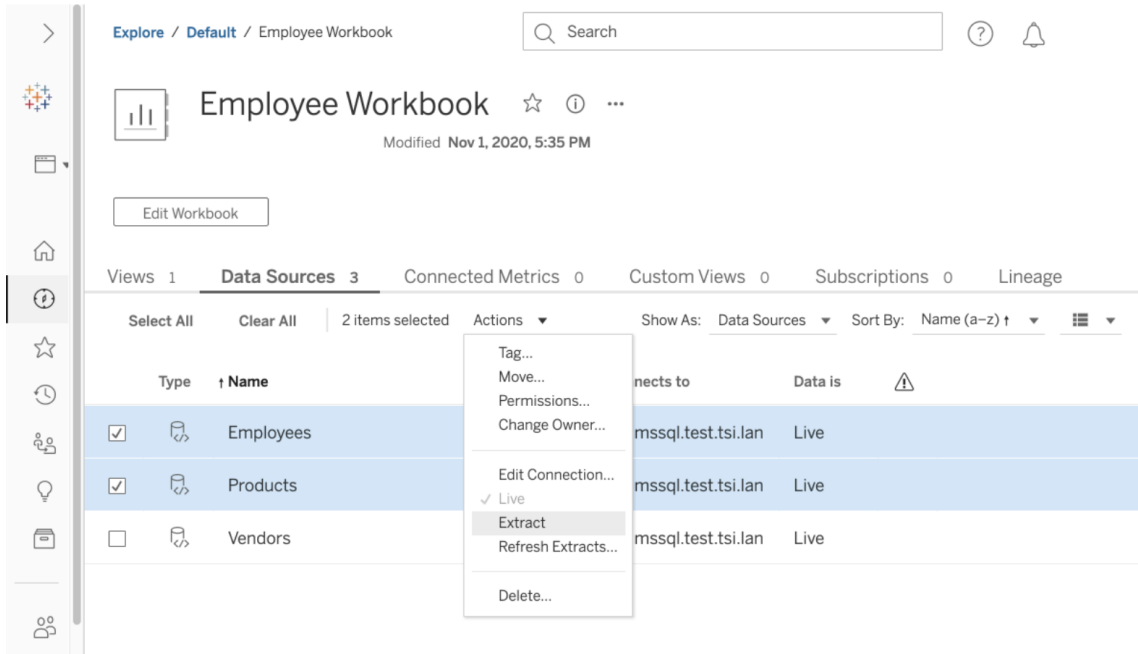 Explore / Default / Employee Workbook
Search
Employee Workbook
Modified Nov 1, 2020, 5:35 PM
Edit Workbook
Views 1 Data Sources 3 Connected Metrics 0 Custom Views 0 Subscriptions 0 Lineage
Select All Clear All 2 items selected Actions Show As: Data Sources Sort By: Name (a–z) ↑
Type ↑ Name nects to Data is
Employees mssql.test.tsi.lan Live
Products mssql.test.tsi.lan Live
Vendors mssql.test.tsi.lan Live
Tag...
Move...
Permissions...
Change Owner...
Edit Connection...
✓ Live
Extract
Refresh Extracts...
Delete...